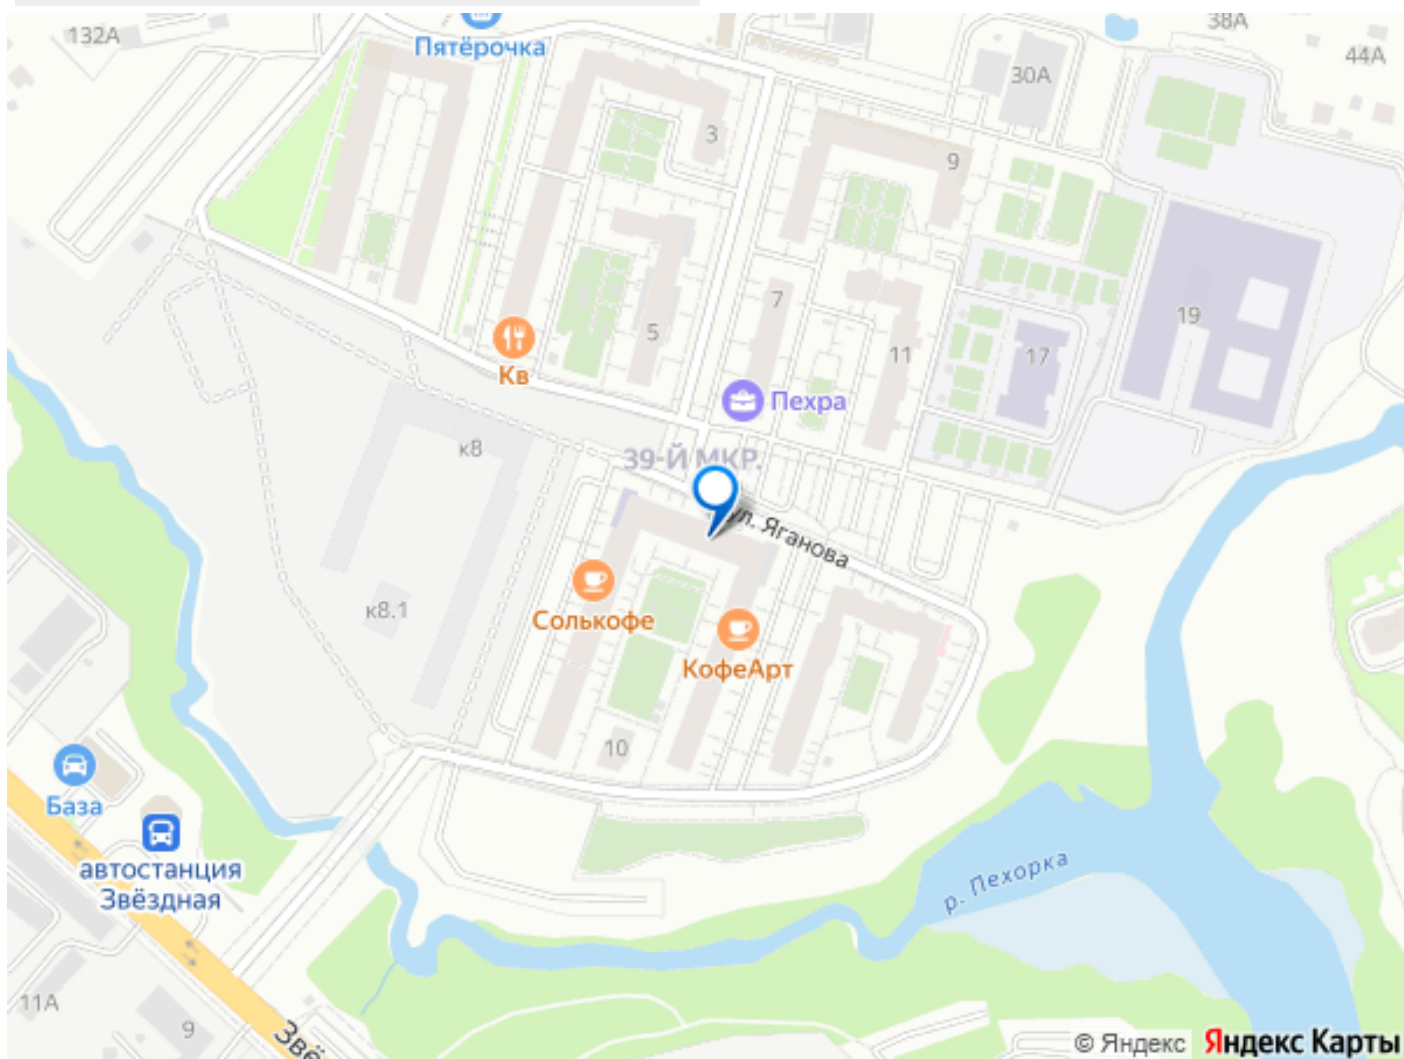 132А
Пятёрочка
38А
44А
30А
3
9
5
7
11
17
19
Кв
Пехра
к8
39-Й МКР.
ул. Яганова
к8.1
Солькофе
КофеАрт
10
База
автостанция
Звёздная
р. Пехорка
11А
9
Звё
© Яндекс Яндекс Карты